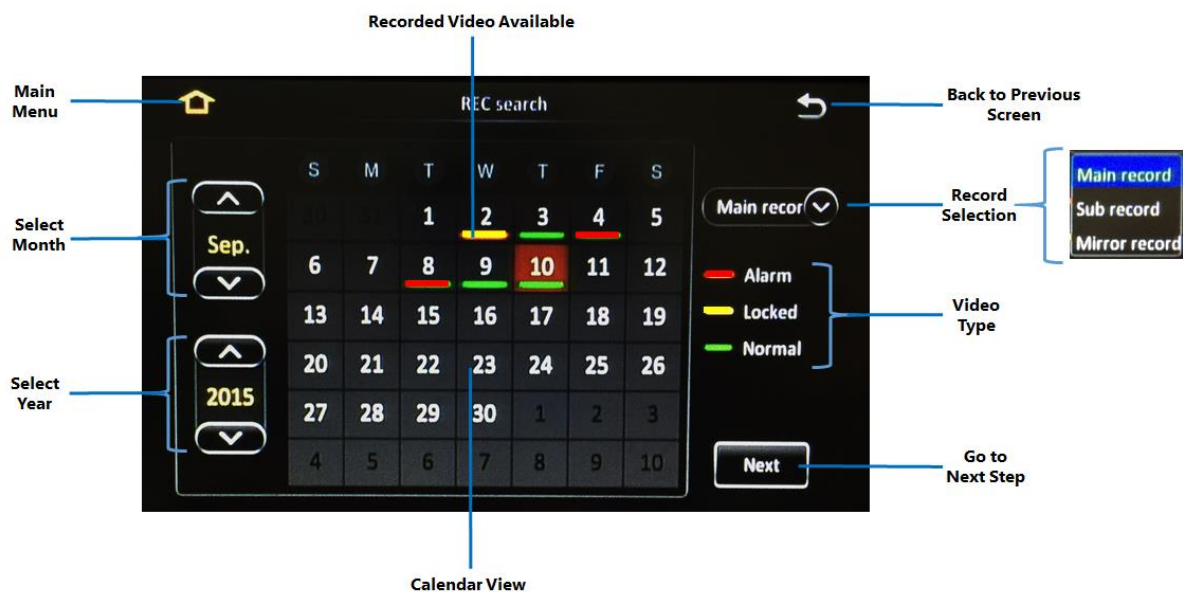 Recorded Video Available
Main
Menu
REC search
Back to Previous
Screen
S M T W T F S
30 31 1 2 3 4 5
6 7 8 9 10 11 12
13 14 15 16 17 18 19
20 21 22 23 24 25 26
27 28 29 30 1 2 3
4 5 6 7 8 9 10
Select
Month
Sep.
Select
Year
2015
Main recor
Record
Selection
Main record
Sub record
Mirror record
Alarm
Locked
Normal
Video
Type
Next
Go to
Next Step
Calendar View